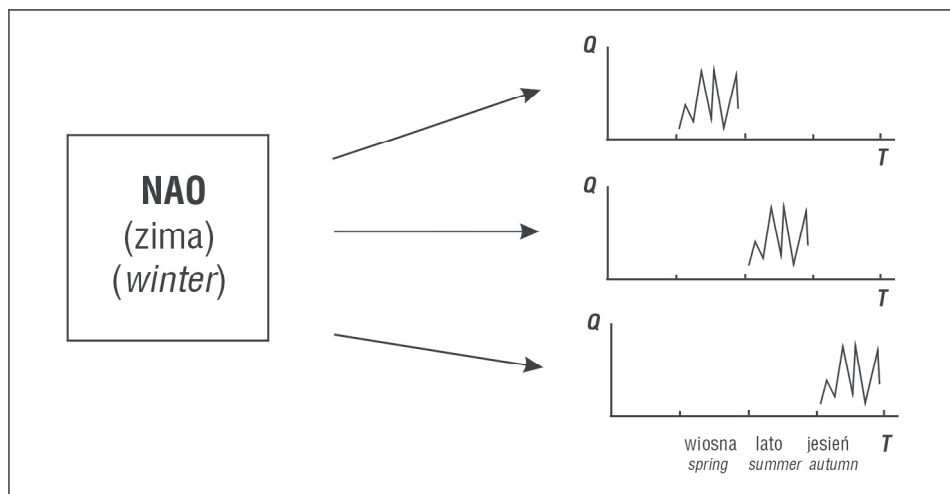 NAO
(zima)
(winter)
Q
T
Q
T
Q
wiosna lato jesień T
spring summer autumn